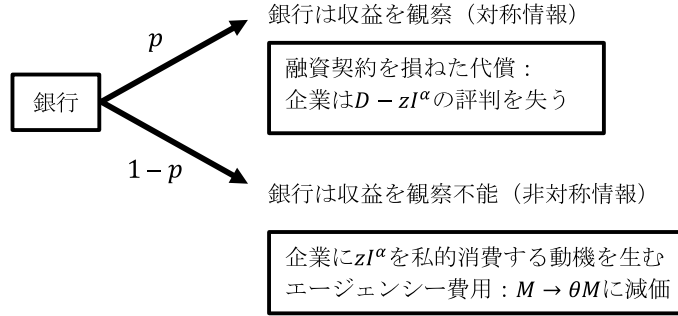 銀行は収益を観察（対称情報）
p
融資契約を損ねた代償：
企業はD − zI^αの評判を失う
銀行
1 − p
銀行は収益を観察不能（非対称情報）
企業にzI^αを私的消費する動機を生む
エージェンシー費用：M → θMに減価